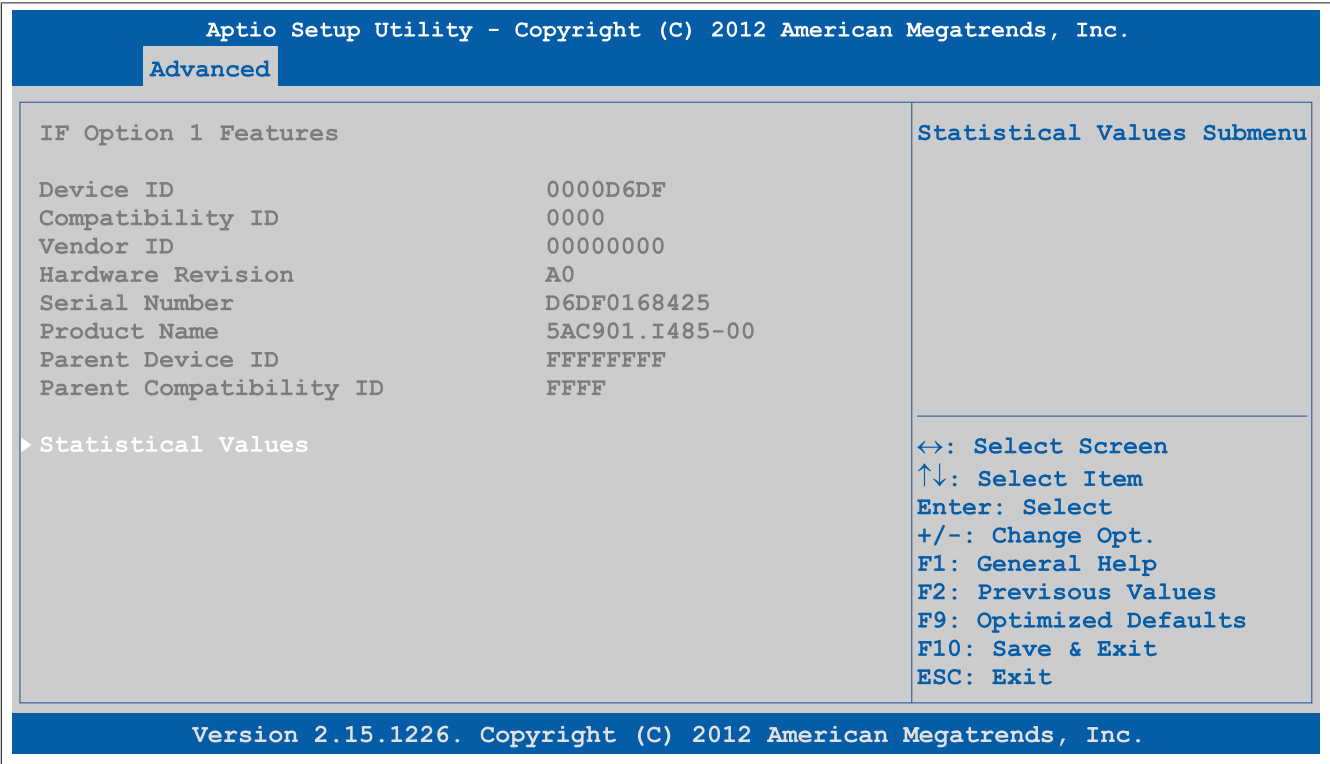 Aptio Setup Utility - Copyright (C) 2012 American Megatrends, Inc.
Advanced
IF Option 1 Features
Device ID 0000D6DF
Compatibility ID 0000
Vendor ID 00000000
Hardware Revision A0
Serial Number D6DF0168425
Product Name 5AC901.I485-00
Parent Device ID FFFFFFFF
Parent Compatibility ID FFFF
Statistical Values
Statistical Values Submenu
↔: Select Screen
↑↓: Select Item
Enter: Select
+/-: Change Opt.
F1: General Help
F2: Previsous Values
F9: Optimized Defaults
F10: Save & Exit
ESC: Exit
Version 2.15.1226. Copyright (C) 2012 American Megatrends, Inc.